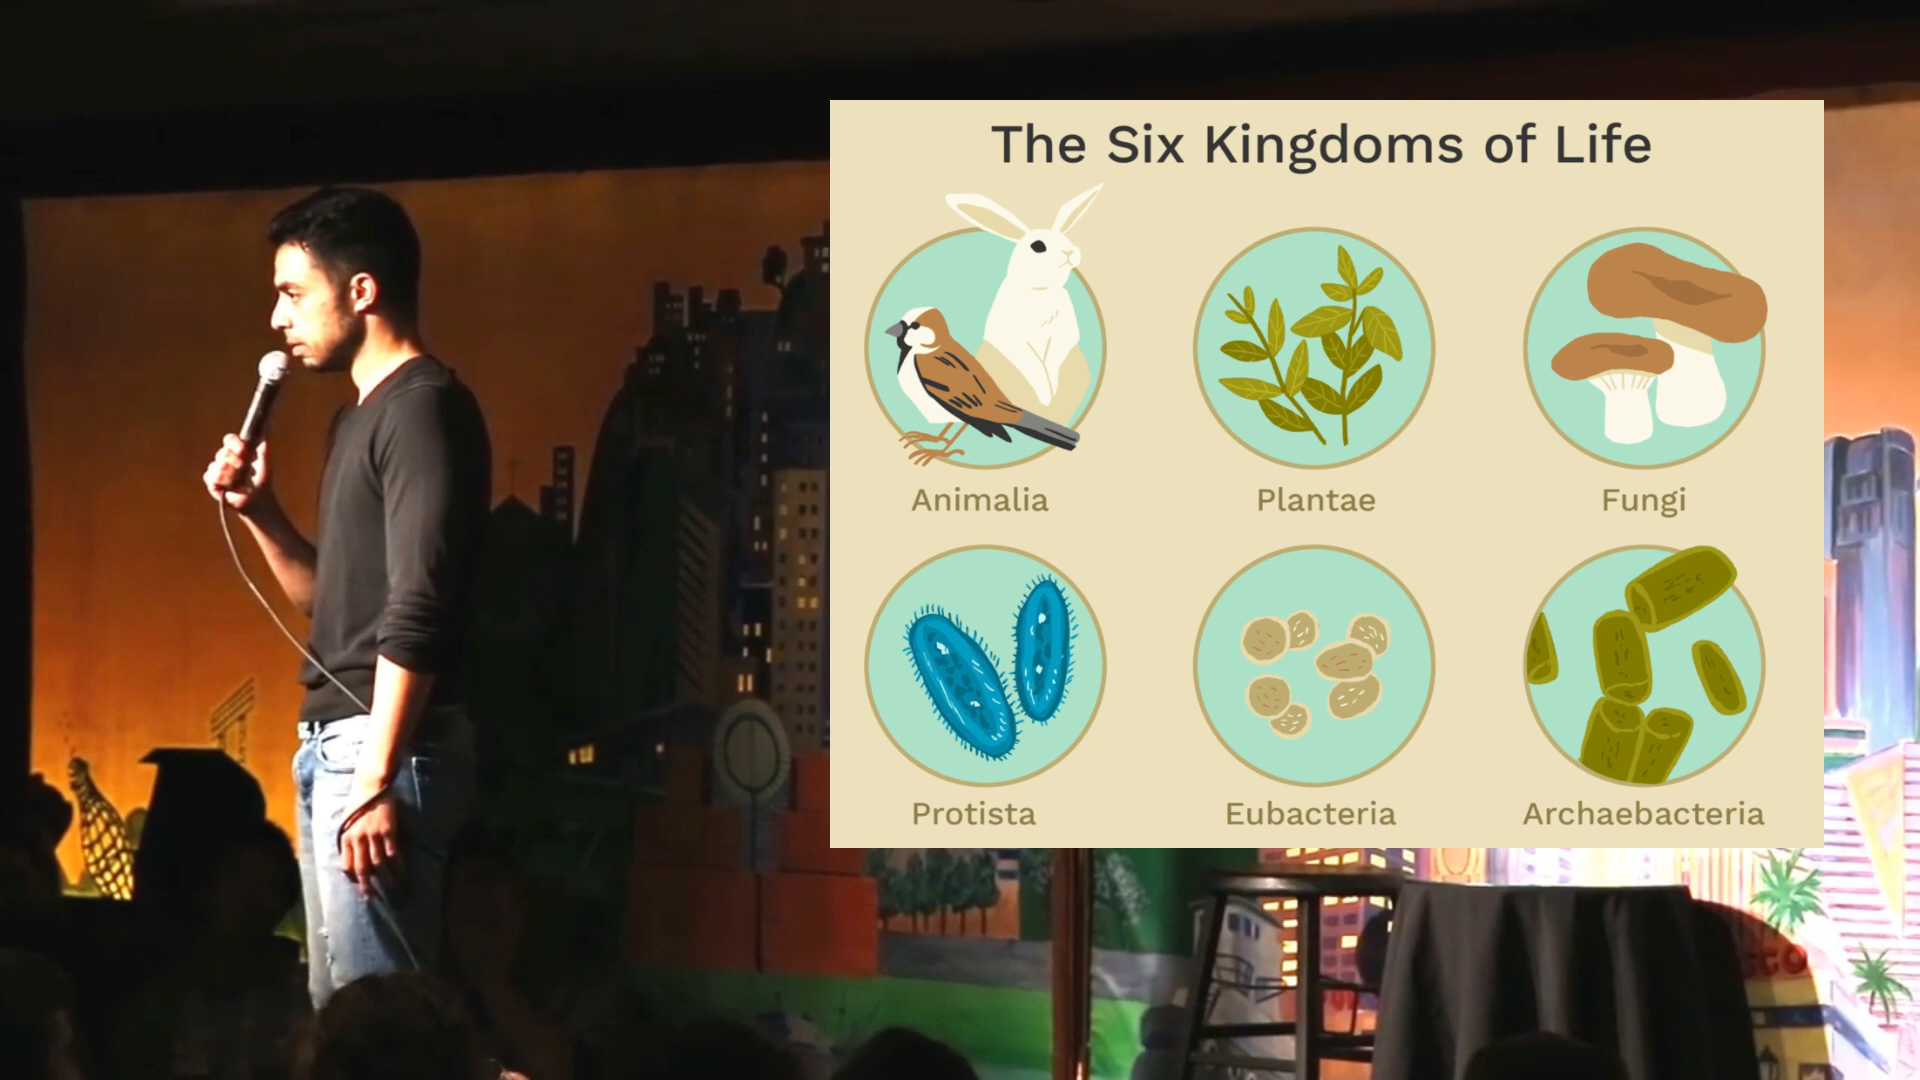 The Six Kingdoms of Life
Animalia
Plantae
Fungi
Protista
Eubacteria
Archaebacteria